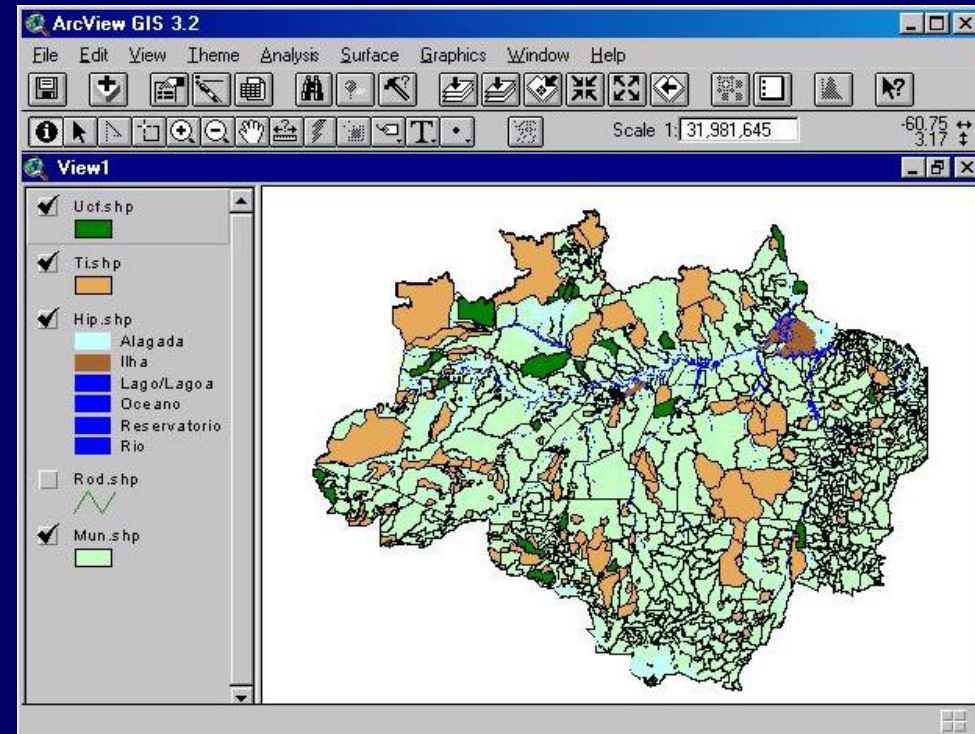 ArcView GIS 3.2
File Edit View Theme Analysis Surface Graphics Window Help
T
Scale 1: 31,981,645
-60.75
3.17
View1
Ucf.shp
Ti.shp
Hip.shp
Alagada
Ilha
Lago/Lagoa
Oceano
Reservatorio
Rio
Rod.shp
Mun.shp